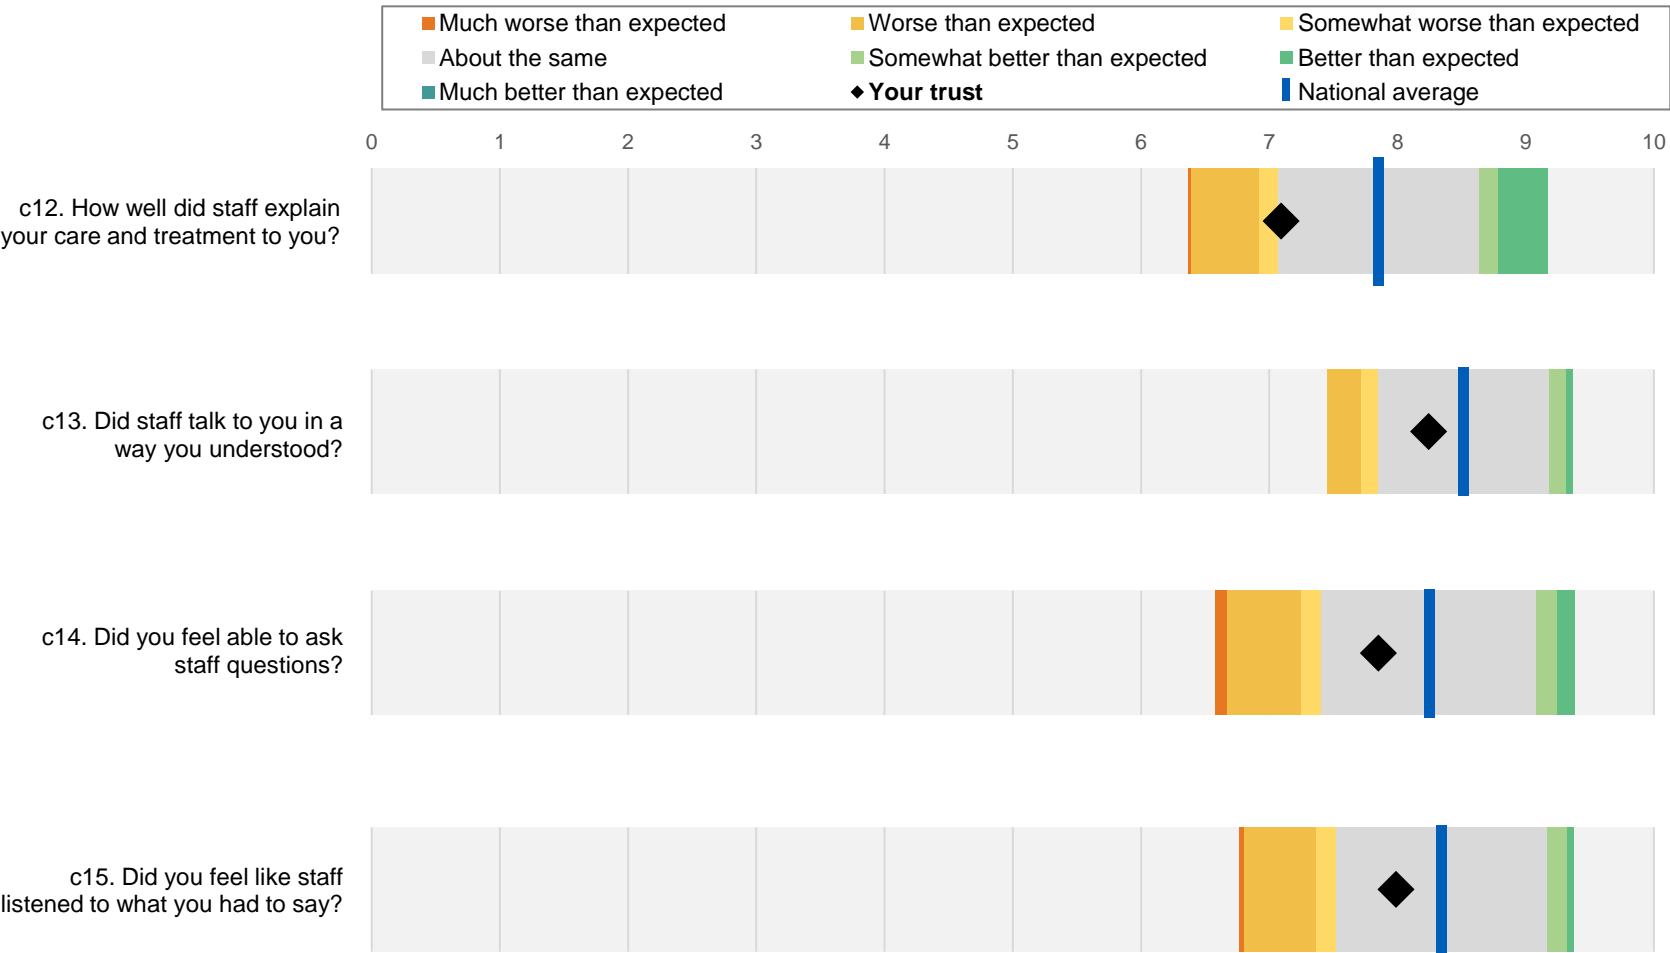 Much worse than expected
Worse than expected
Somewhat worse than expected
About the same
Somewhat better than expected
Better than expected
Much better than expected
Your trust
National average
0 1 2 3 4 5 6 7 8 9 10
c12. How well did staff explain
your care and treatment to you?
c13. Did staff talk to you in a
way you understood?
c14. Did you feel able to ask
staff questions?
c15. Did you feel like staff
listened to what you had to say?